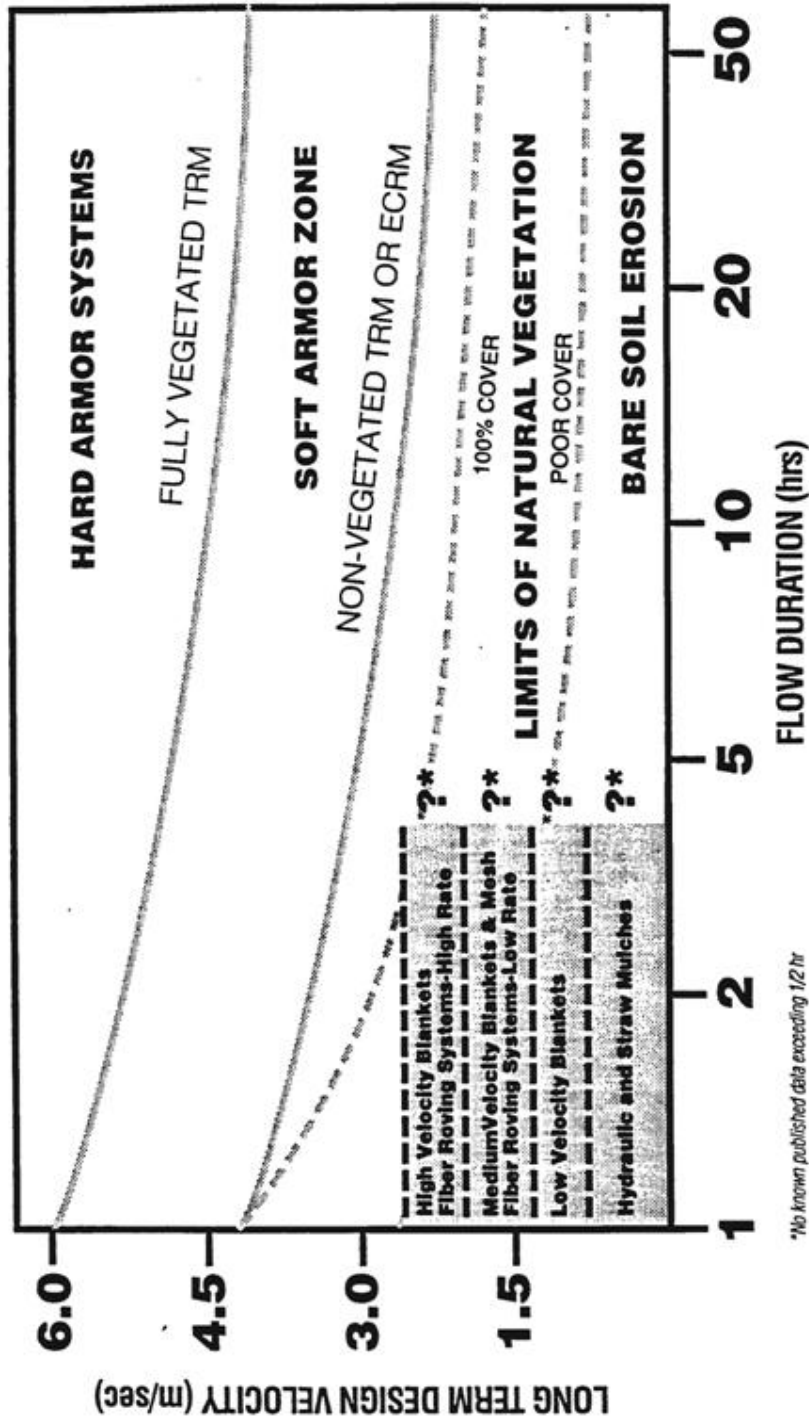 HARD ARMOR SYSTEMS
FULLY VEGETATED TRM
SOFT ARMOR ZONE
NON-VEGETATED TRM OR ECRM
100% COVER
LIMITS OF NATURAL VEGETATION
POOR COVER
BARE SOIL EROSION
High Velocity Blankets
Fiber Roving Systems-High Rate
MediumVelocity Blankets & Mesh
Fiber Roving Systems-Low Rate
Low Velocity Blankets
Hydraulic and Straw Mulches
?*
?*
?*
?*
6.0
4.5
3.0
1.5
LONG TERM DESIGN VELOCITY (m/sec)
1
2
5
10
20
50
FLOW DURATION (hrs)
*No known published data exceeding 1/2 hr